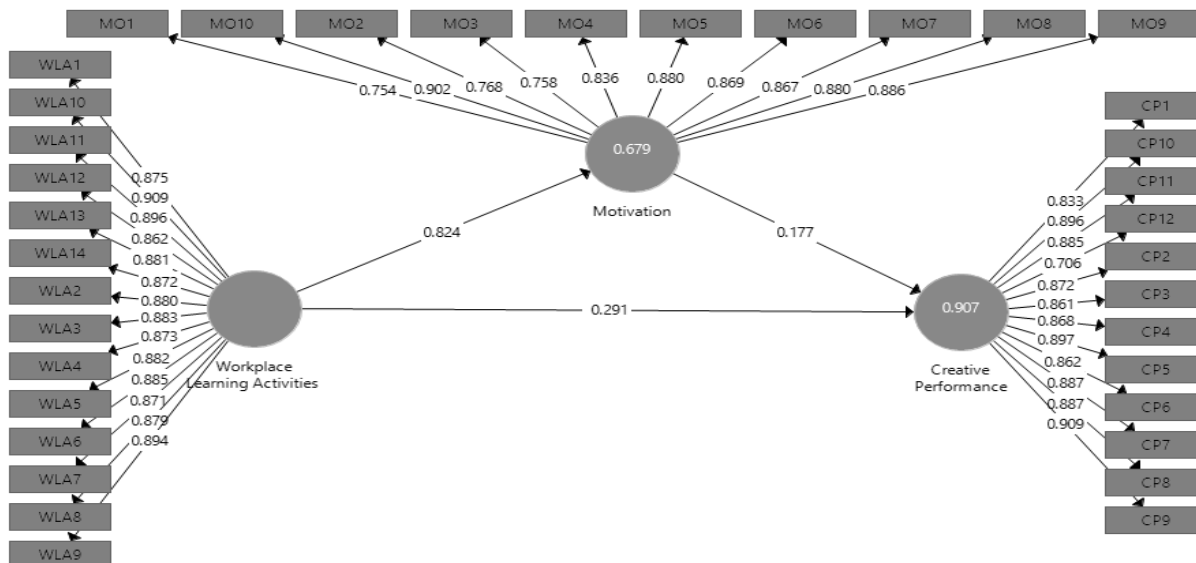 MO1
MO10
MO2
MO3
MO4
MO5
MO6
MO7
MO8
MO9
0.754
0.902
0.768
0.758
0.836
0.880
0.869
0.867
0.880
0.886
WLA1
WLA10
WLA11
WLA12
WLA13
WLA14
WLA2
WLA3
WLA4
WLA5
WLA6
WLA7
WLA8
WLA9
0.875
0.909
0.896
0.862
0.881
0.872
0.880
0.883
0.873
0.882
0.885
0.871
0.879
0.894
Workplace
Learning Activities
0.824
0.679
Motivation
0.177
0.291
0.907
Creative
Performance
0.833
0.896
0.885
0.706
0.872
0.861
0.868
0.897
0.862
0.887
0.887
0.909
CP1
CP10
CP11
CP12
CP2
CP3
CP4
CP5
CP6
CP7
CP8
CP9